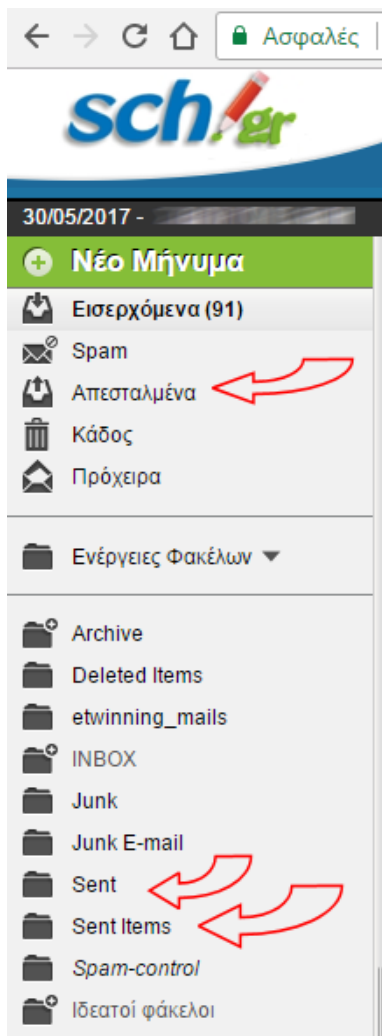 Ασφαλές
sch.gr
30/05/2017 -
Νέο Μήνυμα
Εισερχόμενα (91)
Spam
Απεσταλμένα
Κάδος
Πρόχειρα
Ενέργειες Φακέλων
Archive
Deleted Items
etwinning_mails
INBOX
Junk
Junk E-mail
Sent
Sent Items
Spam-control
Ιδεατοί φάκελοι